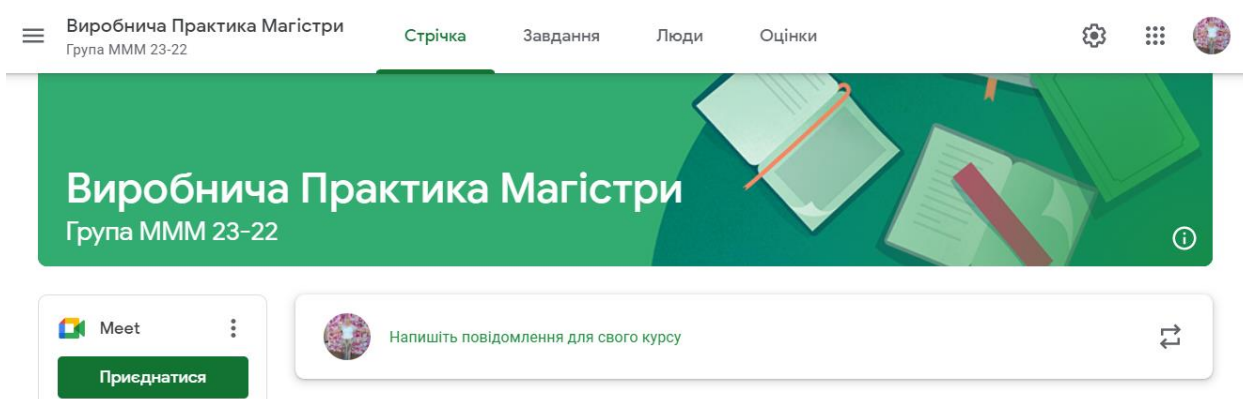 Виробнича Практика Магістри
Група МММ 23-22
Стрічка
Завдання
Люди
Оцінки
Виробнича Практика Магістри
Група МММ 23-22
Meet
Приєднатися
Напишіть повідомлення для свого курсу